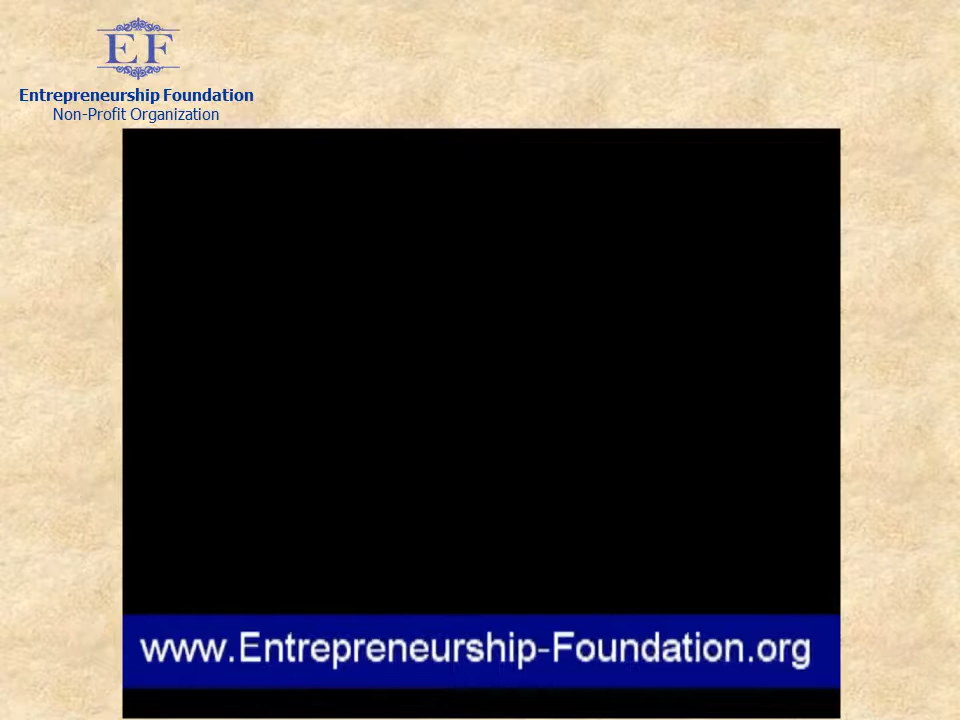 EF
Entrepreneurship Foundation
Non-Profit Organization
www.Entrepreneurship-Foundation.org